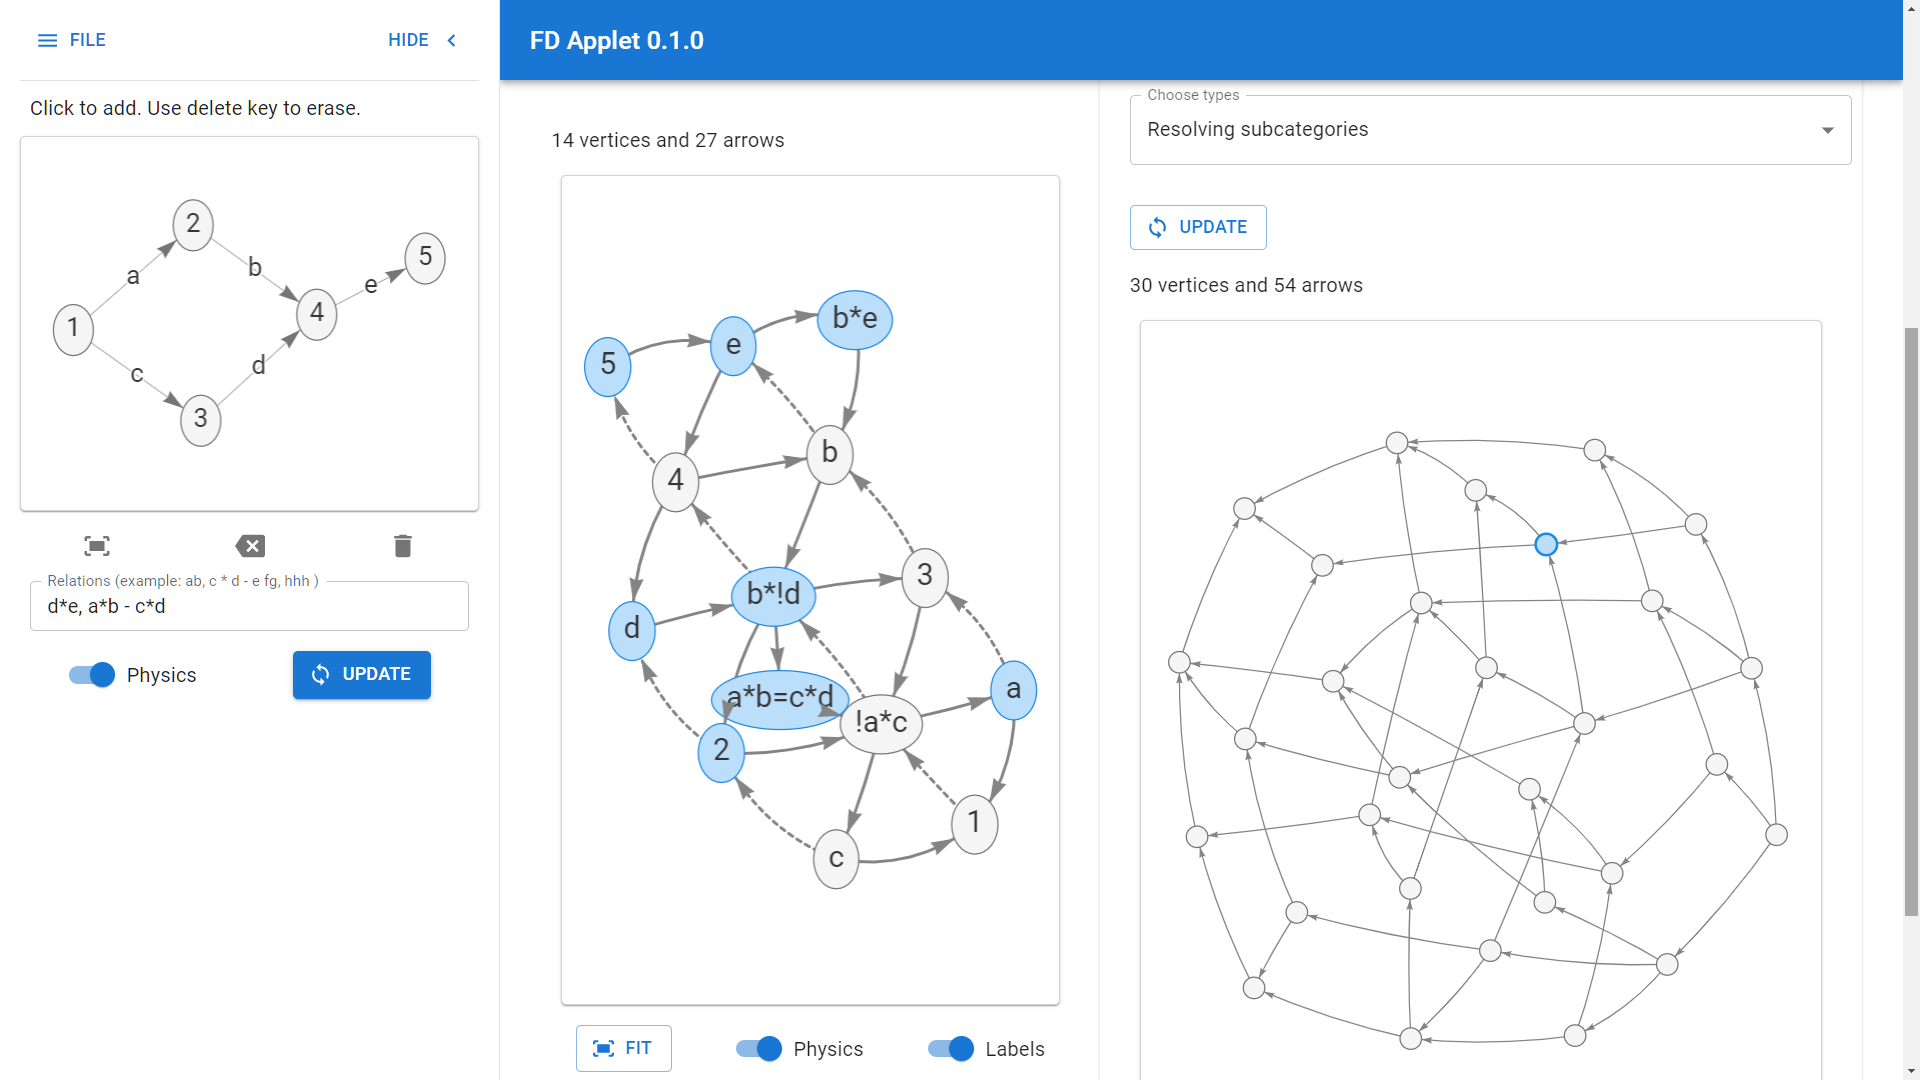 FILE
HIDE
Click to add. Use delete key to erase.
2
5
b
a
e
4
1
d
c
3
Relations (example: ab, c * d - e fg, hhh )
d*e, a*b - c*d
Physics
UPDATE
FD Applet 0.1.0
14 vertices and 27 arrows
b*e
e
5
b
4
3
b*!d
d
a
a*b=c*d
!a*c
2
1
c
FIT
Physics
Labels
Choose types
Resolving subcategories
UPDATE
30 vertices and 54 arrows